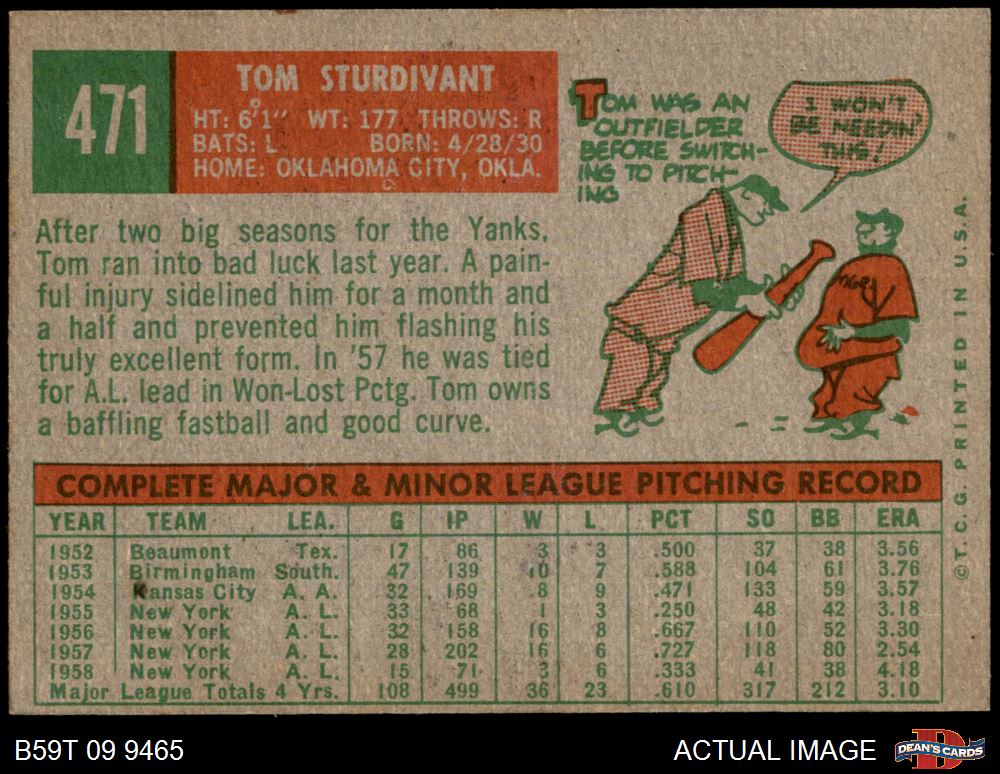 471
TOM STURDIVANT
HT: 6'1" WT: 177 THROWS: R
BATS: L BORN: 4/28/30
HOME: OKLAHOMA CITY, OKLA.
TOM WAS AN
OUTFIELDER
BEFORE SWITCH-
ING TO PITCH-
ING
I WON'T
BE NEEDIN'
THIS!
MGR.
After two big seasons for the Yanks,
Tom ran into bad luck last year. A pain-
ful injury sidelined him for a month and
a half and prevented him flashing his
truly excellent form. In '57 he was tied
for A.L. lead in Won-Lost Pctg. Tom owns
a baffling fastball and good curve.
COMPLETE MAJOR & MINOR LEAGUE PITCHING RECORD
YEAR TEAM LEA. G IP W L PCT SO BB ERA
1952 Beaumont Tex. 17 86 3 3 .500 37 38 3.56
1953 Birmingham South. 47 139 10 7 .588 104 61 3.76
1954 Kansas City A. A. 32 169 8 9 .471 133 59 3.57
1955 New York A. L. 33 68 1 3 .250 48 42 3.18
1956 New York A. L. 32 158 16 8 .667 110 52 3.30
1957 New York A. L. 28 202 16 6 .727 118 80 2.54
1958 New York A. L. 15 71 3 6 .333 41 38 4.18
Major League Totals 4 Yrs. 108 499 36 23 .610 317 212 3.10
© T. C. G. PRINTED IN U.S.A.
B59T 09 9465
ACTUAL IMAGE
D
DEAN'S CARDS